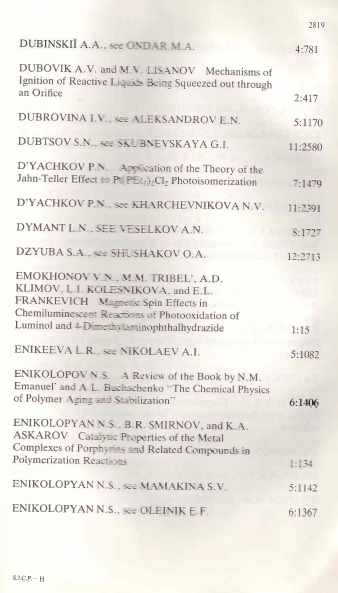 2819
DUBINSKIĬ A.A., see ONDAR M.A. 4:781
DUBOVIK A.V. and M.V. LISANOV Mechanisms of
Ignition of Reactive Liquids Being Squeezed out through
an Orifice 2:417
DUBROVINA I.V., see ALEKSANDROV E.N. 5:1170
DUBTSOV S.N., see SKUBNEVSKAYA G.I. 11:2580
D'YACHKOV P.N. Application of the Theory of the
Jahn-Teller Effect to Pt(PEt₃)₂Cl₂ Photoisomerization 7:1479
D'YACHKOV P.N., see KHARCHEVNIKOVA N.V. 11:2391
DYMANT L.N., SEE VESELKOV A.N. 8:1727
DZYUBA S.A., see SHUSHAKOV O.A. 12:2713
EMOKHONOV V.N., M.M. TRIBEL', A.D.
KLIMOV, L.I. KOLESNIKOVA, and E.L.
FRANKEVICH Magnetic Spin Effects in
Chemiluminescent Reactions of Photooxidation of
Luminol and 4-Dimethylaminophthalhydrazide 1:15
ENIKEEVA L.R., see NIKOLAEV A.I. 5:1082
ENIKOLOPOV N.S. A Review of the Book by N.M.
Emanuel' and A.L. Buchachenko "The Chemical Physics
of Polymer Aging and Stabilization" 6:1406
ENIKOLOPYAN N.S., B.R. SMIRNOV, and K.A.
ASKAROV Catalytic Properties of the Metal
Complexes of Porphyrins and Related Compounds in
Polymerization Reactions 1:134
ENIKOLOPYAN N.S., see MAMAKINA S.V. 5:1142
ENIKOLOPYAN N.S., see OLEINIK E.F. 6:1367
S.J.C.P.– H